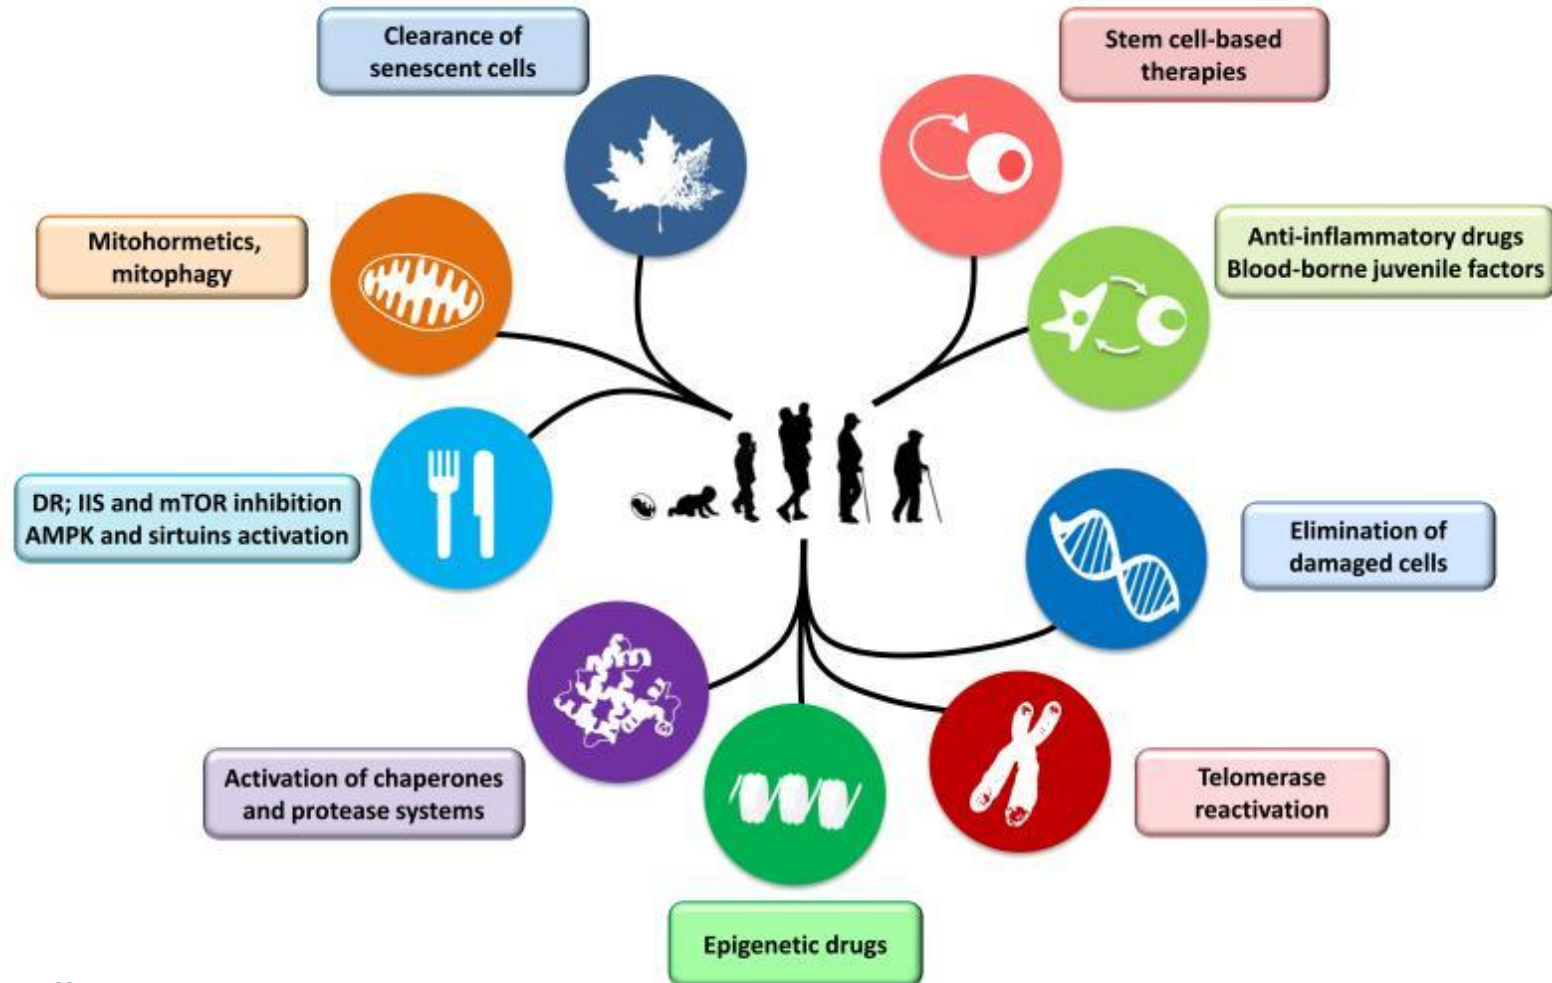 Clearance of
senescent cells
Stem cell-based
therapies
Mitohormetics,
mitophagy
Anti-inflammatory drugs
Blood-borne juvenile factors
DR; IIS and mTOR inhibition
AMPK and sirtuins activation
Elimination of
damaged cells
Activation of chaperones
and protease systems
Telomerase
reactivation
Epigenetic drugs